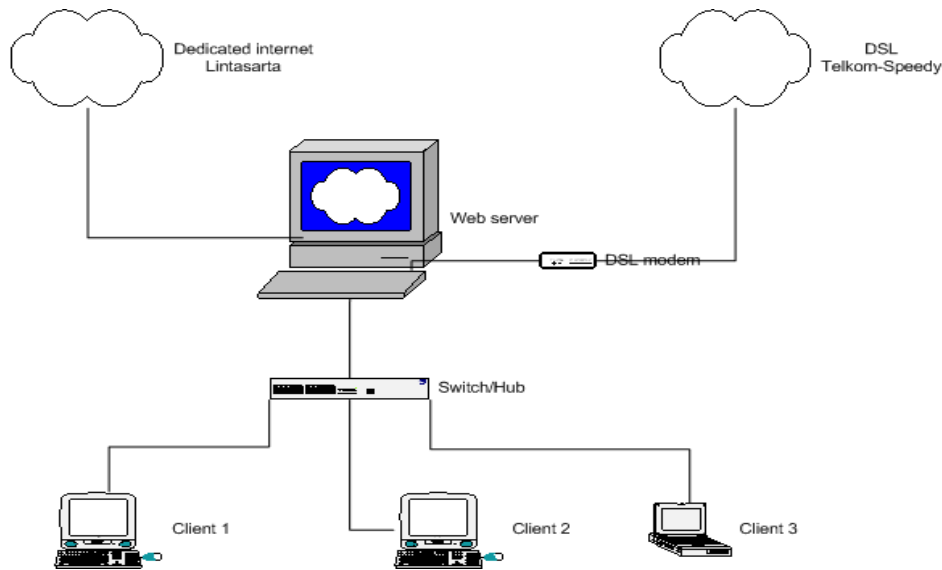 Dedicated internet
Lintasarta
DSL
Telkom-Speedy
Web server
DSL modem
Switch/Hub
Client 1
Client 2
Client 3